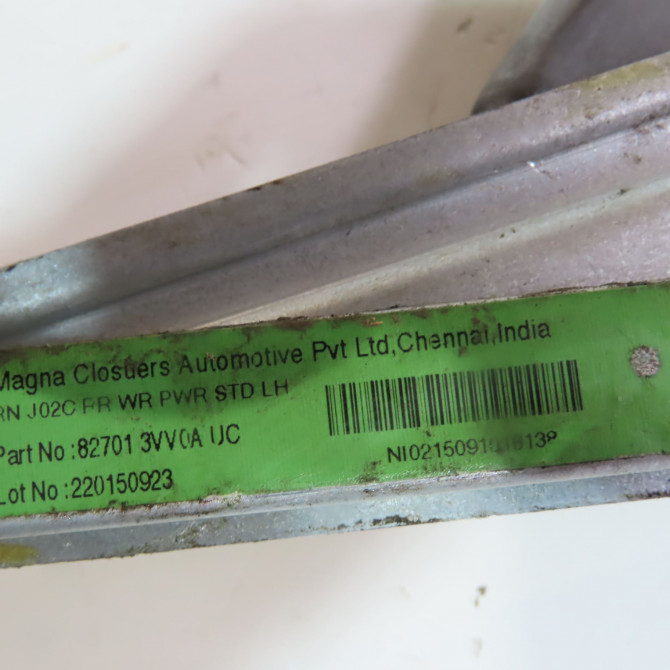 Magna Closuers Automotive Pvt Ltd,Chennai,India
RN J02C RR WR PWR STD LH
Part No :82701 3VV0A UC
Lot No :220150923